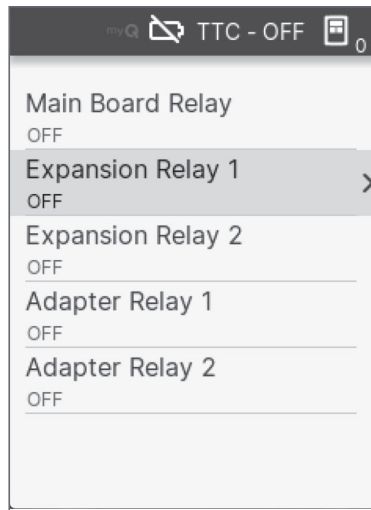 myQ TTC - OFF 0
Main Board Relay
OFF
Expansion Relay 1
OFF
Expansion Relay 2
OFF
Adapter Relay 1
OFF
Adapter Relay 2
OFF